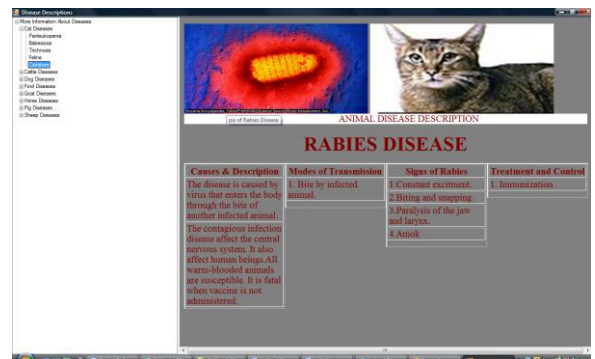 Disease Descriptions
More Information About Diseases
Cat Diseases
Panleukopenia
Babesiosis
Feline
Cattle Diseases
Dog Diseases
Fowl Diseases
Goat Diseases
Horse Diseases
Pig Diseases
Sheep Diseases
pix of Rabies Disease
ANIMAL DISEASE DESCRIPTION
RABIES DISEASE
Causes & Description
The disease is caused by
virus that enters the body
through the bite of
another infected animal.
The contagious infection
disease affect the central
nervous system. It also
affect human beings.All
warm-blooded animals
are susceptible. It is fatal
when vaccine is not
administered.
Modes of Transmission
1. Bite by infected
animal.
Signs of Rabies
1.Constant excitment.
2.Biting and snapping.
3.Paralysis of the jaw
and larynx.
4.Amok
Treatment and Control
1. Immunization